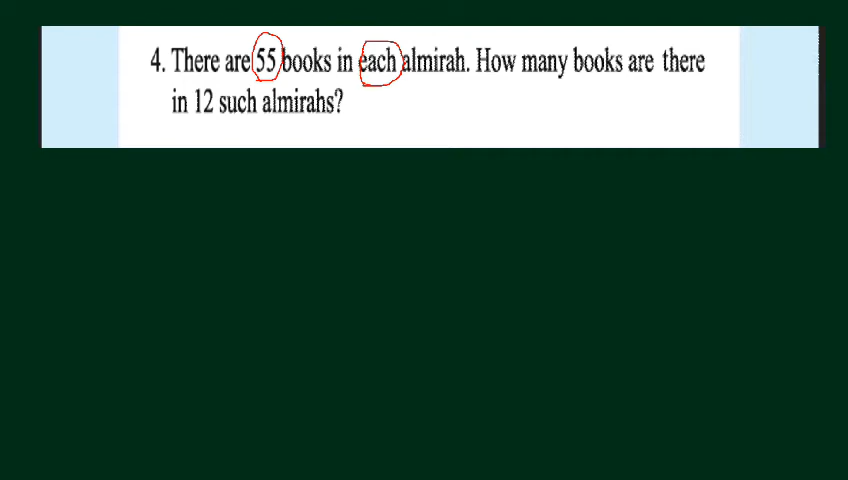 4. There are 55 books in each almirah. How many books are there
in 12 such almirahs?